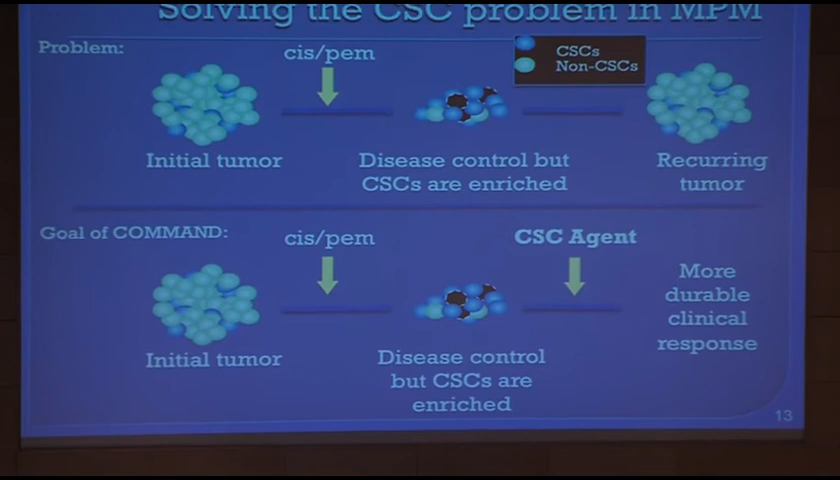 Solving the CSC problem in MPM
Problem:
cis/pem
CSCs
Non-CSCs
Initial tumor
Disease control but
CSCs are enriched
Recurring
tumor
Goal of COMMAND:
cis/pem
CSC Agent
Initial tumor
Disease control
but CSCs are
enriched
More
durable
clinical
response
13